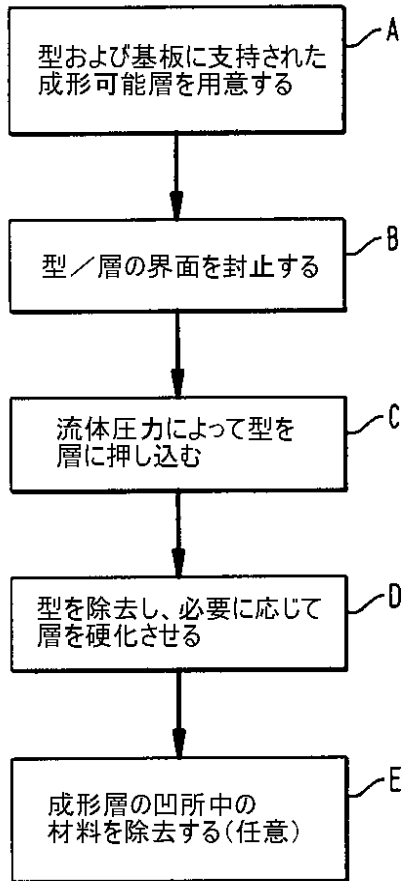 A
型および基板に支持された
成形可能層を用意する
B
型／層の界面を封止する
C
流体圧力によって型を
層に押し込む
D
型を除去し、必要に応じて
層を硬化させる
E
成形層の凹所中の
材料を除去する(任意)